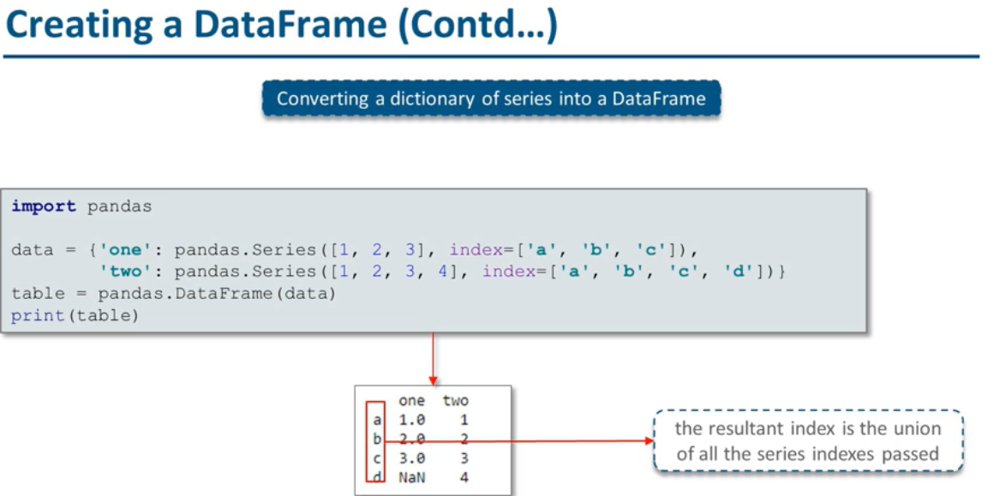 Creating a DataFrame (Contd...)
Converting a dictionary of series into a DataFrame
import pandas
data = {'one': pandas.Series([1, 2, 3], index=['a', 'b', 'c']),
'two': pandas.Series([1, 2, 3, 4], index=['a', 'b', 'c', 'd'])}
table = pandas.DataFrame(data)
print(table)
one two
a 1.0 1
b 2.0 2
c 3.0 3
d NaN 4
the resultant index is the union
of all the series indexes passed